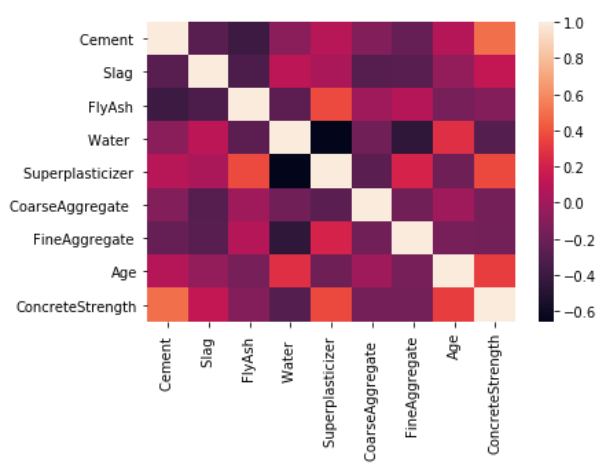 Cement
Slag
FlyAsh
Water
Superplasticizer
CoarseAggregate
FineAggregate
Age
ConcreteStrength
Cement
Slag
FlyAsh
Water
Superplasticizer
CoarseAggregate
FineAggregate
Age
ConcreteStrength
1.0
0.8
0.6
0.4
0.2
0.0
−0.2
−0.4
−0.6